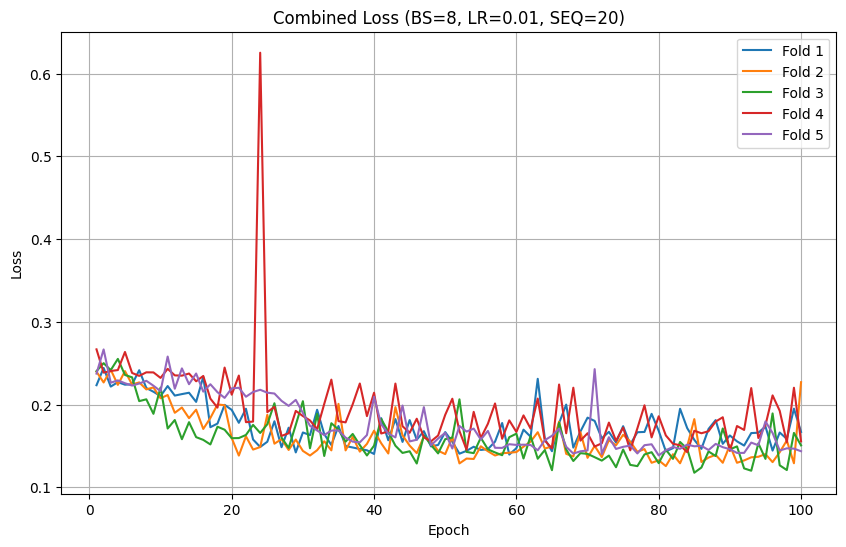 Combined Loss (BS=8, LR=0.01, SEQ=20)
Fold 1
Fold 2
Fold 3
Fold 4
Fold 5
Loss
0.6
0.5
0.4
0.3
0.2
0.1
0 20 40 60 80 100
Epoch